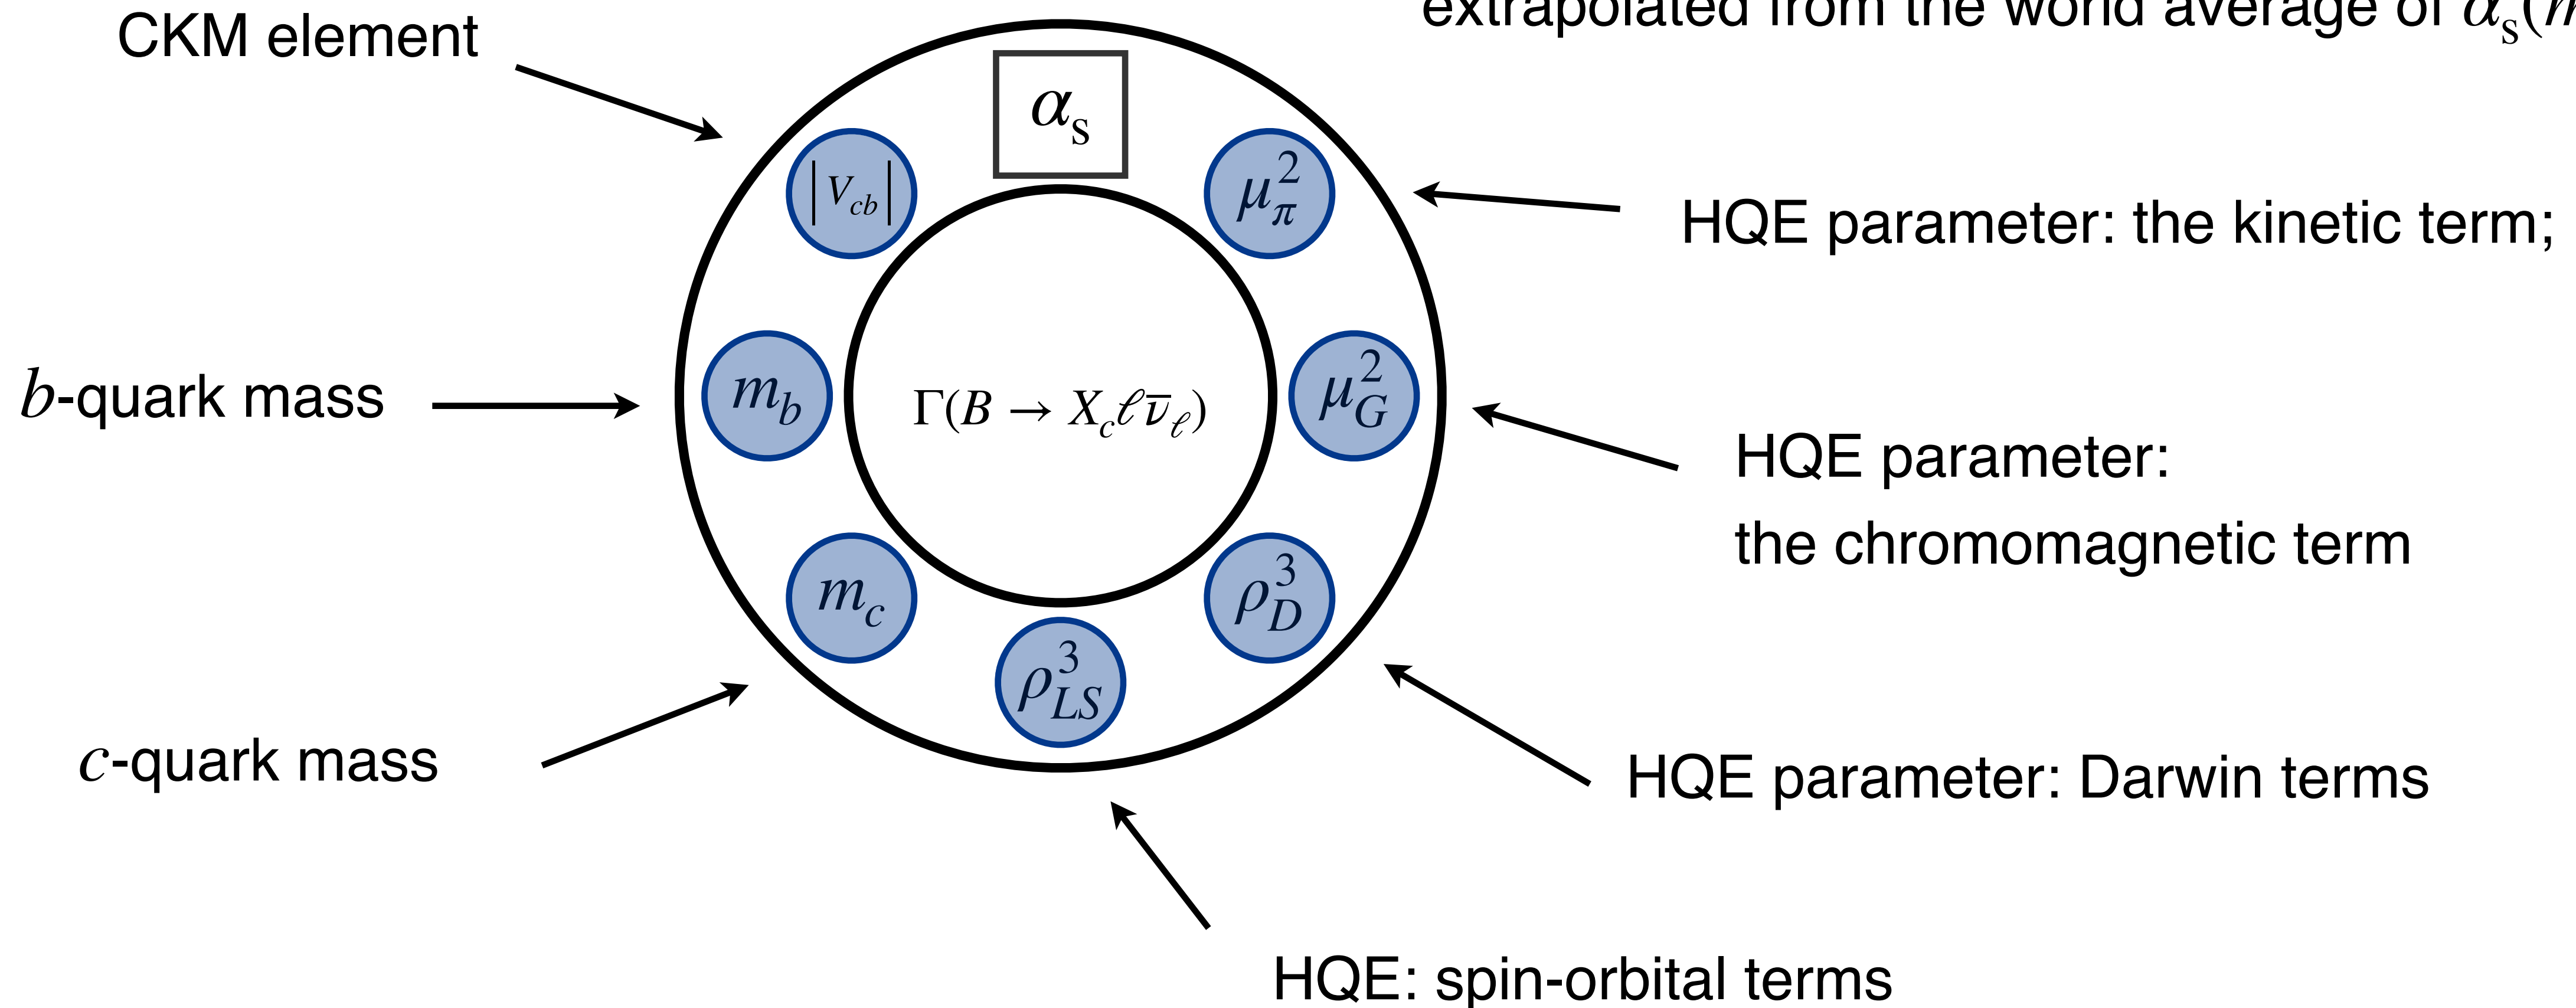 CKM element
extrapolated from the world average of α_s(
α_s
|V_cb|
μ_π^2
HQE parameter: the kinetic term;
b-quark mass
m_b
Γ(B → X_c ℓ ν̅_ℓ)
μ_G^2
HQE parameter:
the chromomagnetic term
m_c
ρ_D^3
ρ_LS^3
c-quark mass
HQE parameter: Darwin terms
HQE: spin-orbital terms